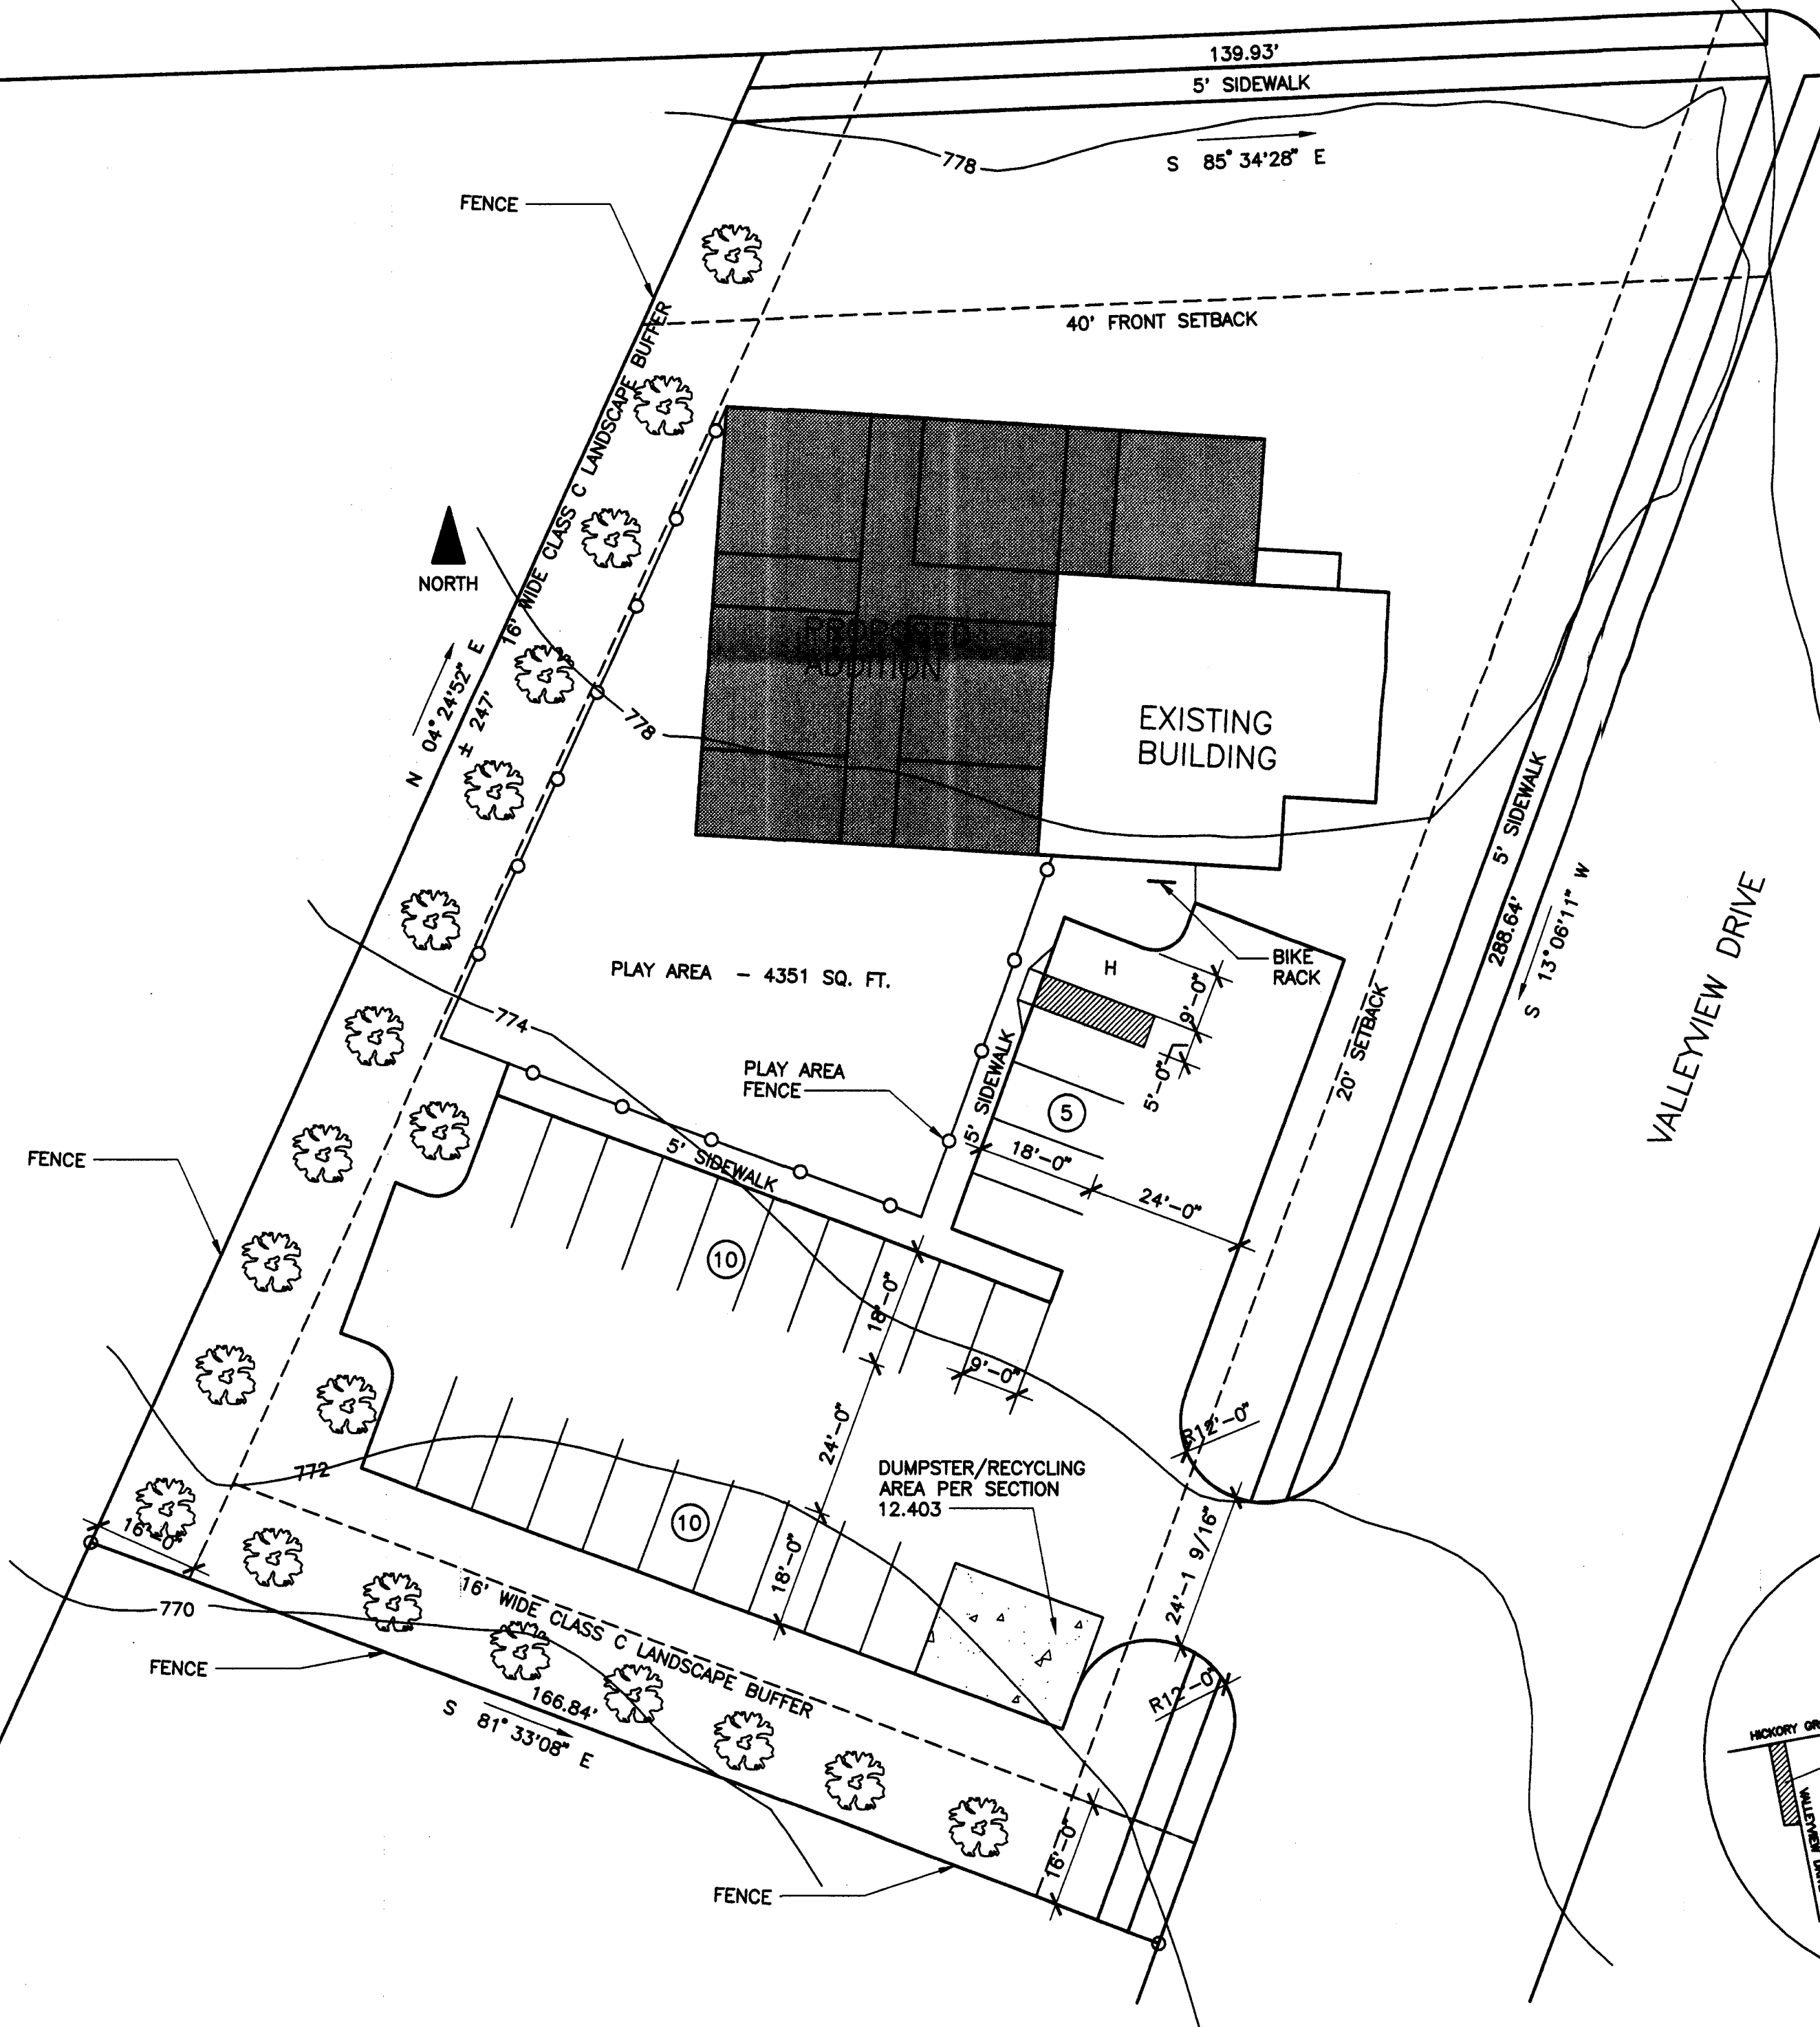 139.93'
5' SIDEWALK
778
S 85° 34'28" E
FENCE
40' FRONT SETBACK
16' WIDE CLASS C LANDSCAPE BUFFER
NORTH
N 04° 24'52" E
± 247'
PROPOSED
ADDITION
778
EXISTING
BUILDING
5' SIDEWALK
288.64'
S 13° 06'11" W
VALLEYVIEW DRIVE
BIKE
RACK
H
9'-0"
PLAY AREA - 4351 SQ. FT.
774
20' SETBACK
PLAY AREA
FENCE
5' SIDEWALK
5'-0"
5
18'-0"
24'-0"
FENCE
5' SIDEWALK
10
18'-0"
9'-0"
R12'-0"
24'-0"
772
DUMPSTER/RECYCLING
AREA PER SECTION
12.403
10
18'-0"
24'-1 9/16"
16'-0"
770
16' WIDE CLASS C LANDSCAPE BUFFER
FENCE
166.84'
S 81° 33'08" E
R12'-0"
16'-0"
FENCE
HICKORY GR
VALLEYVIEW DRIVE